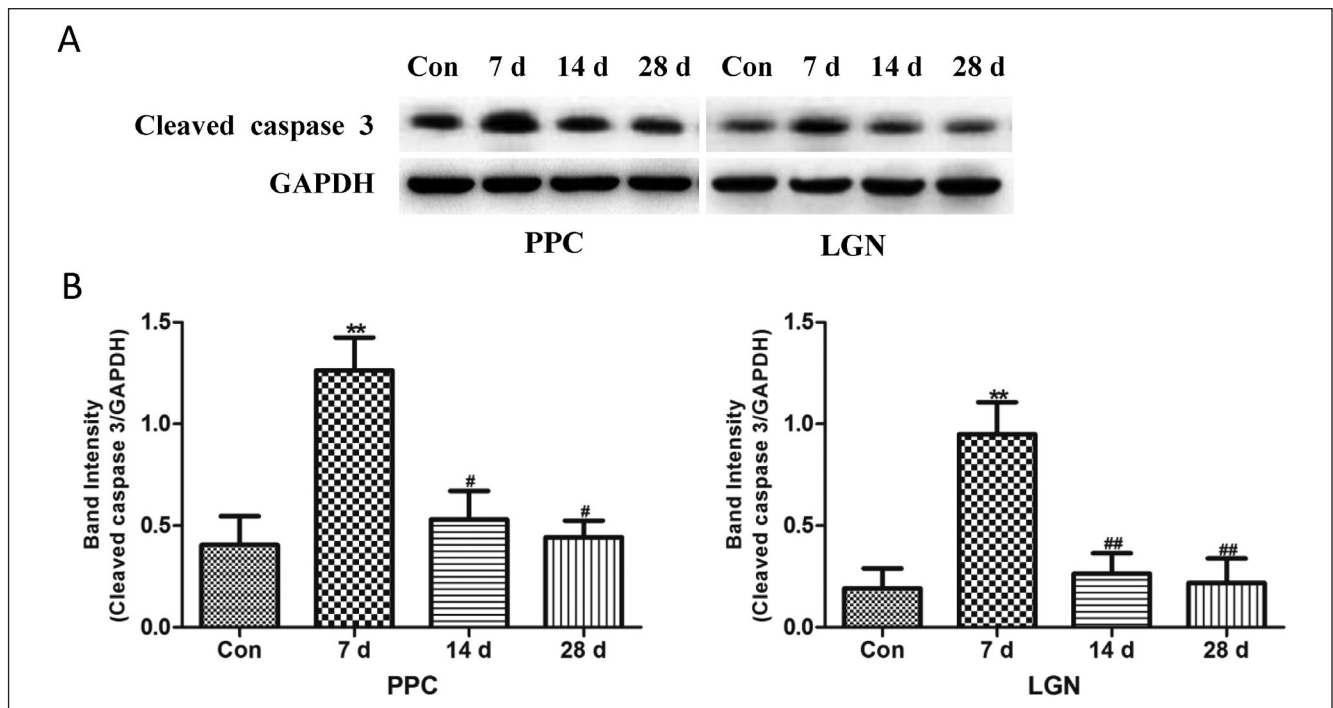 A
Con 7 d 14 d 28 d Con 7 d 14 d 28 d
Cleaved caspase 3
GAPDH
PPC LGN
B
Band Intensity
(Cleaved caspase 3/GAPDH)
1.5
1.0
0.5
0.0
**
#
#
Con 7 d 14 d 28 d
PPC
Band Intensity
(Cleaved caspase 3/GAPDH)
1.5
1.0
0.5
0.0
**
##
##
Con 7 d 14 d 28 d
LGN